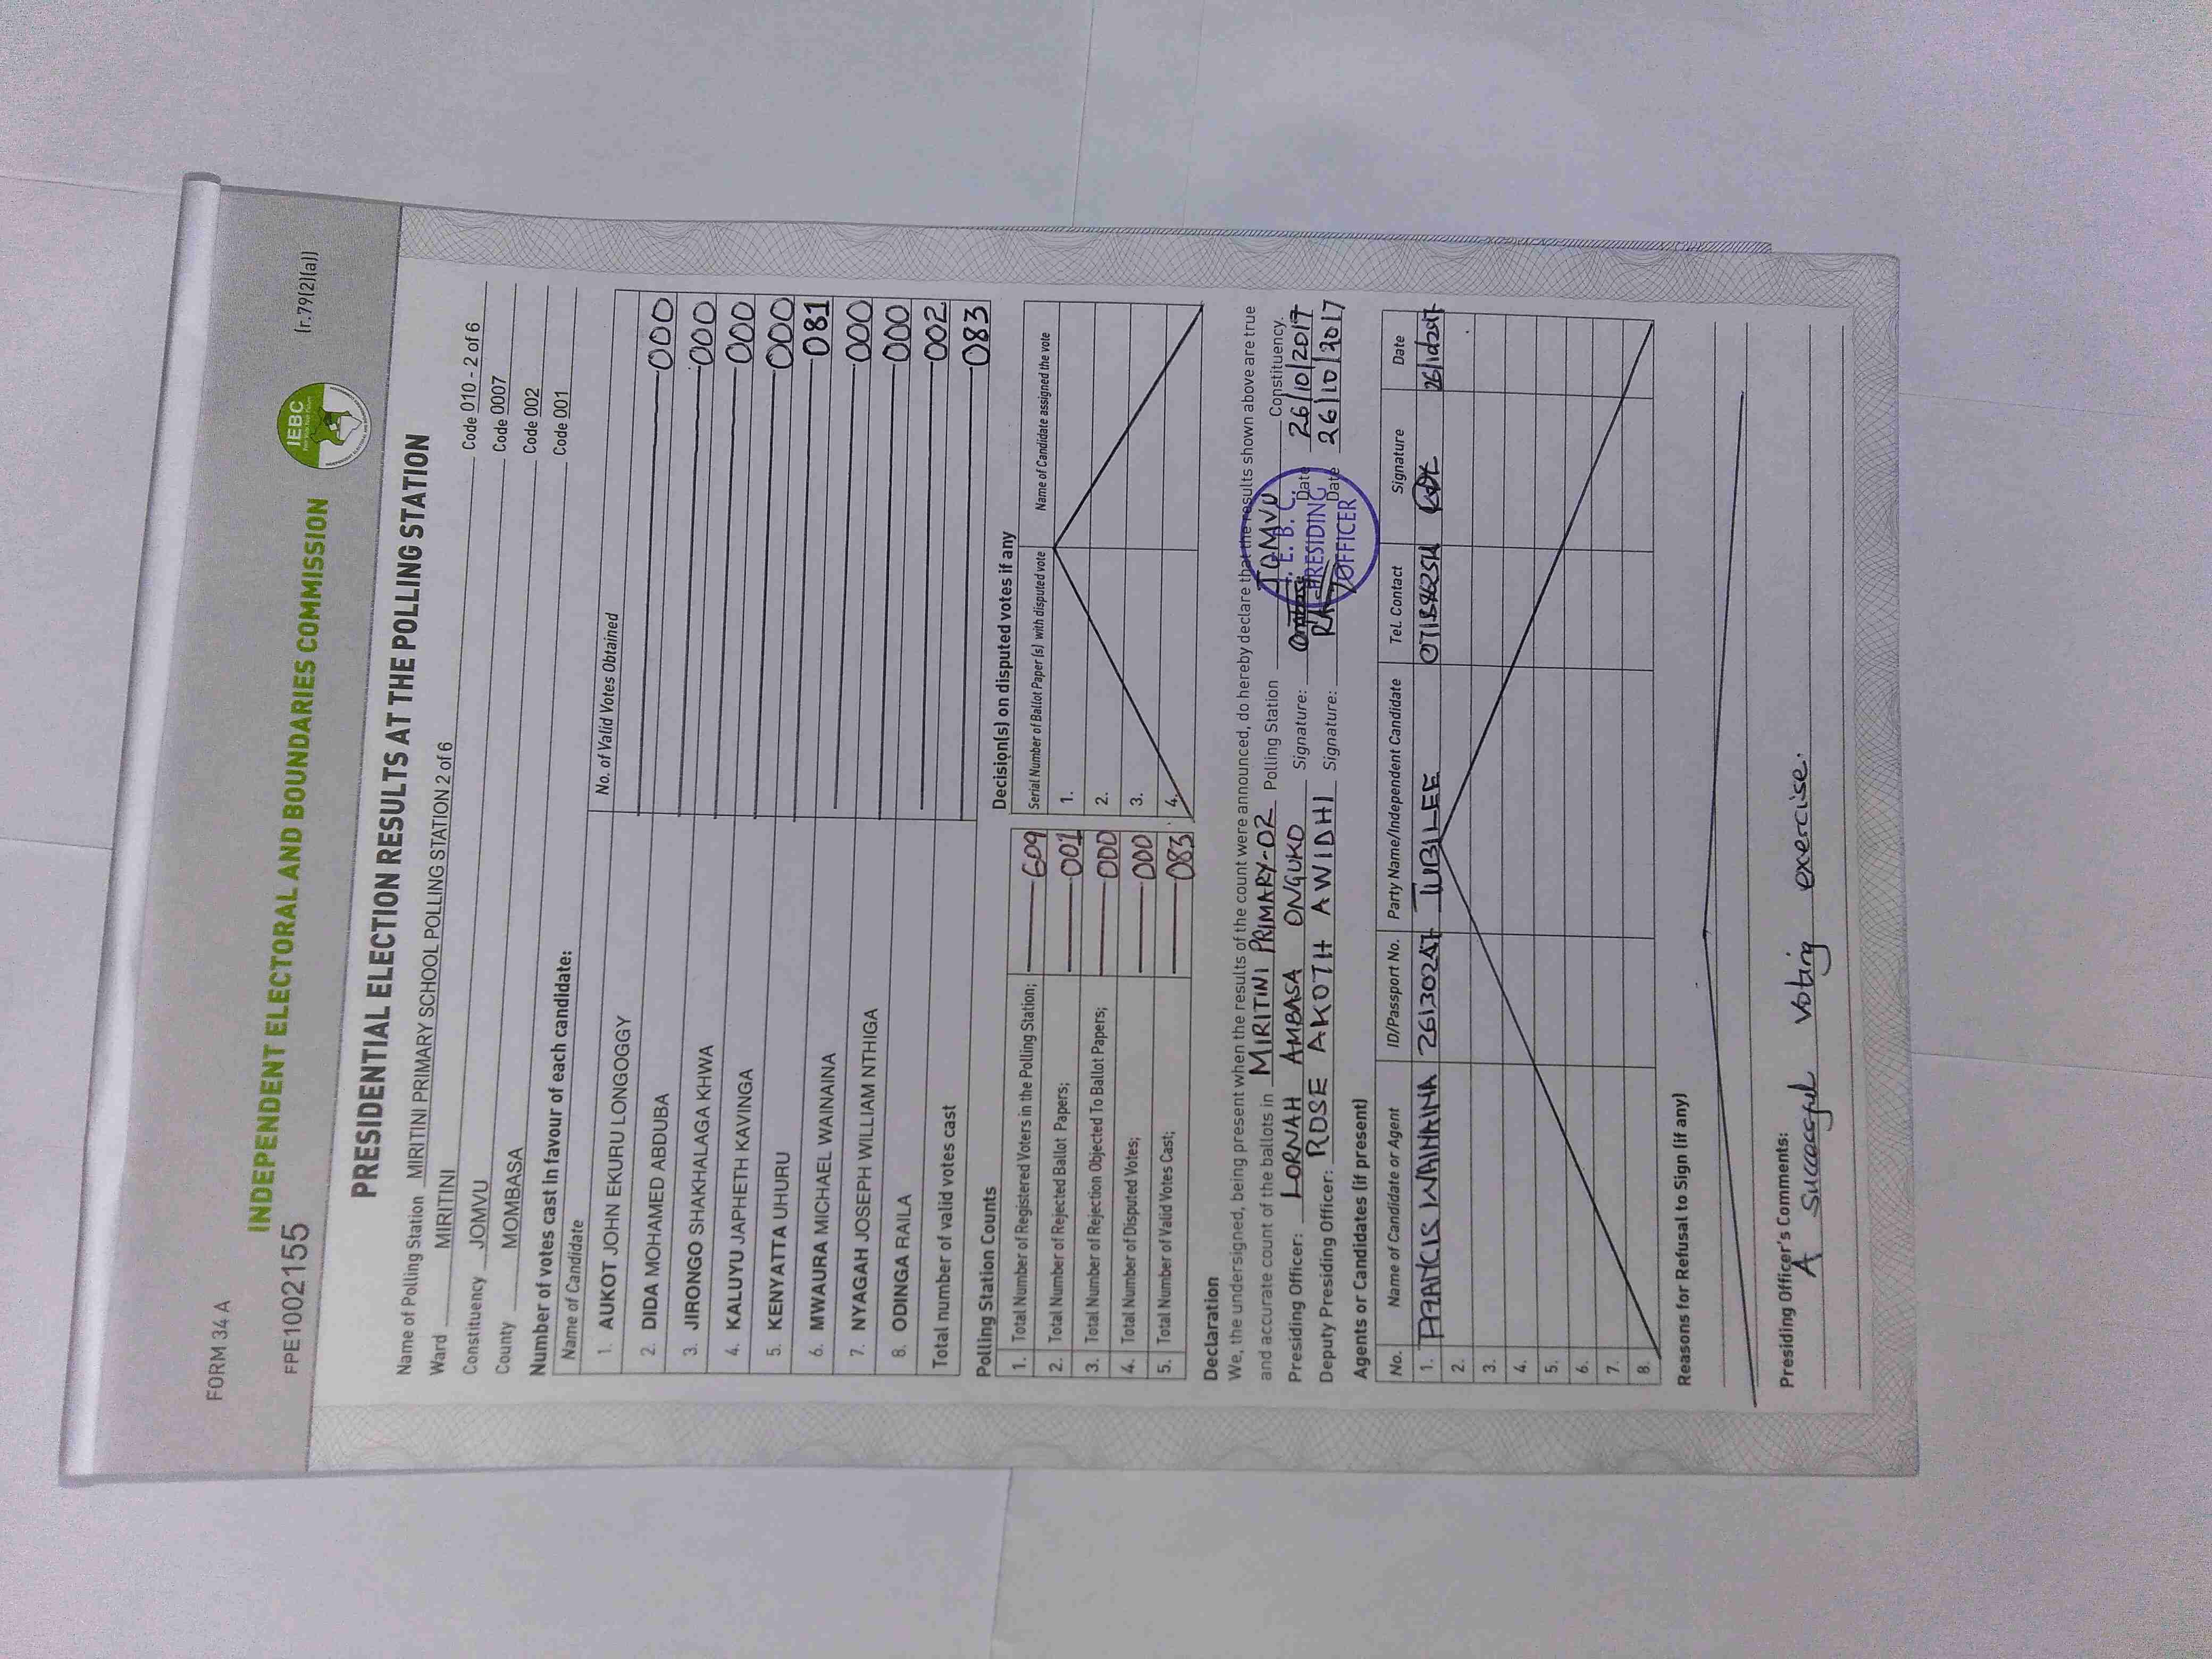 FORM 34 A
INDEPENDENT ELECTORAL AND BOUNDARIES COMMISSION
IEBC
(r.79(2)(a))
FPE1002155
PRESIDENTIAL ELECTION RESULTS AT THE POLLING STATION
Name of Polling Station MIRITINI PRIMARY SCHOOL POLLING STATION 2 of 6 Code 010 - 2 of 6
Ward MIRITINI Code 0007
Constituency JOMVU Code 002
County MOMBASA Code 001
Number of votes cast in favour of each candidate:
Name of Candidate No. of Valid Votes Obtained
1. AUKOT JOHN EKURU LONGOGGY 000
2. DIDA MOHAMED ABDUBA 000
3. JIRONGO SHAKHALAGA KHWA 000
4. KALUYU JAPHETH KAVINGA 000
5. KENYATTA UHURU 081
6. MWAURA MICHAEL WAINAINA 000
7. NYAGAH JOSEPH WILLIAM NTHIGA 000
8. ODINGA RAILA 002
Total number of valid votes cast 083
Polling Station Counts
1. Total Number of Registered Voters in the Polling Station; 609
2. Total Number of Rejected Ballot Papers; 001
3. Total Number of Rejection Objected To Ballot Papers; 000
4. Total Number of Disputed Votes; 000
5. Total Number of Valid Votes Cast; 083
Decision(s) on disputed votes if any
Serial Number of Ballot Paper(s) with disputed vote Name of Candidate assigned the vote
1.
2.
3.
4.
Declaration
We, the undersigned, being present when the results of the count were announced, do hereby declare that the results shown above are true
and accurate count of the ballots in MIRITINI PRIMARY-02 Polling Station JOMVU Constituency.
Presiding Officer: LORNAH AMBASA ONGUKO Signature: Date 26/10/2017
Deputy Presiding Officer: ROSE AKOTH AWIDHI Signature: Date 26/10/2017
I. E. B. C.
PRESIDING
OFFICER
Agents or Candidates (if present)
No. Name of Candidate or Agent ID/Passport No. Party Name/Independent Candidate Tel. Contact Signature Date
1. FRANCIS WAINAINA JUBILEE 26/10/2017
2.
3.
4.
5.
6.
7.
8.
Reasons for Refusal to Sign (if any)
Presiding Officer's Comments:
A successful voting exercise.